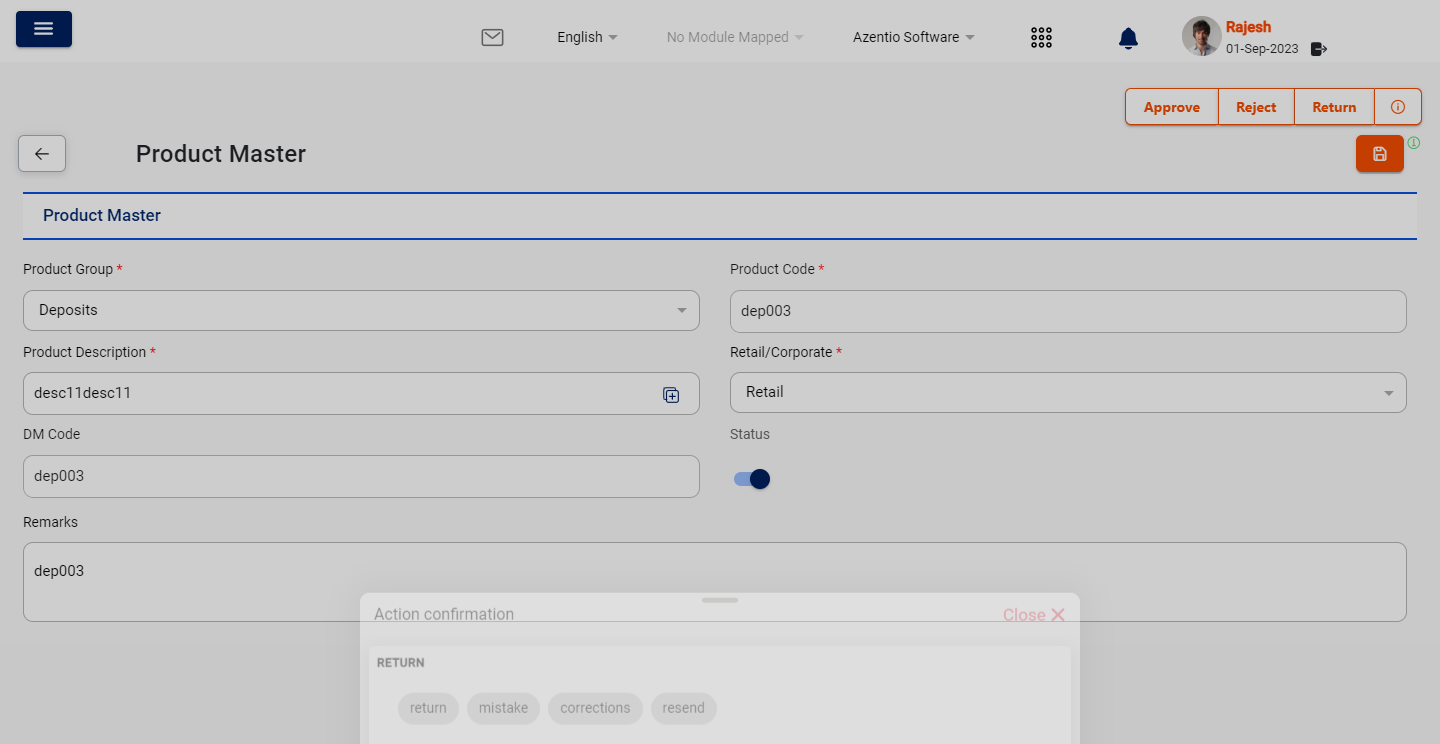 English
No Module Mapped
Azentio Software
Rajesh
01-Sep-2023
Approve
Reject
Return
Product Master
Product Master
Product Group *
Product Code *
Deposits
dep003
Product Description *
Retail/Corporate *
desc11desc11
Retail
DM Code
Status
dep003
Remarks
dep003
Action confirmation
Close
RETURN
return mistake corrections resend